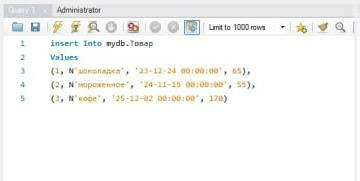 Query 1
Administrator
Limit to 1000 rows
1 insert Into mydb.Товар
2 Values
3 (1, N'шоколадка', '23-12-24 00:00:00', 65),
4 (2, N'мороженное', '24-11-15 00:00:00', 55),
5 (3, N'кофе', '25-12-02 00:00:00', 170)